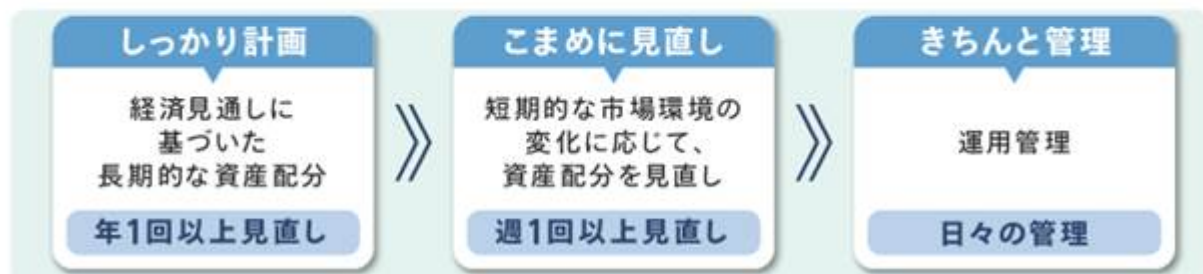 しっかり計画
経済見通しに
基づいた
長期的な資産配分
年1回以上見直し
こまめに見直し
短期的な市場環境の
変化に応じて、
資産配分を見直し
週1回以上見直し
きちんと管理
運用管理
日々の管理